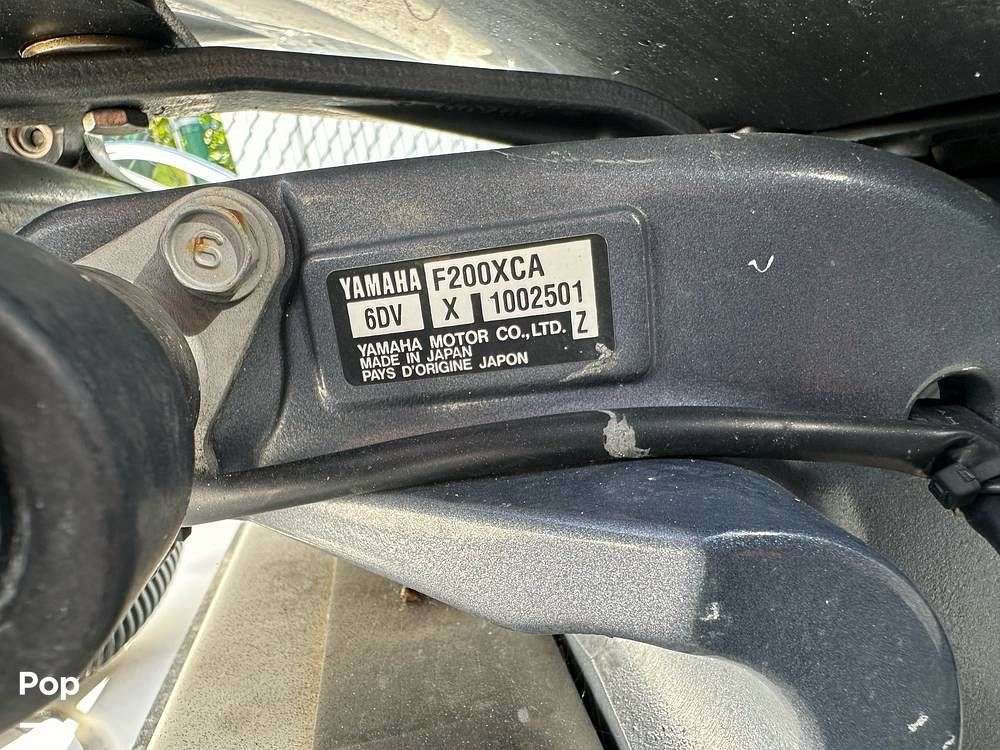 6
YAMAHA F200XCA
6DV X 1002501
Z
YAMAHA MOTOR CO.,LTD.
MADE IN JAPAN
PAYS D'ORIGINE JAPON
Pop